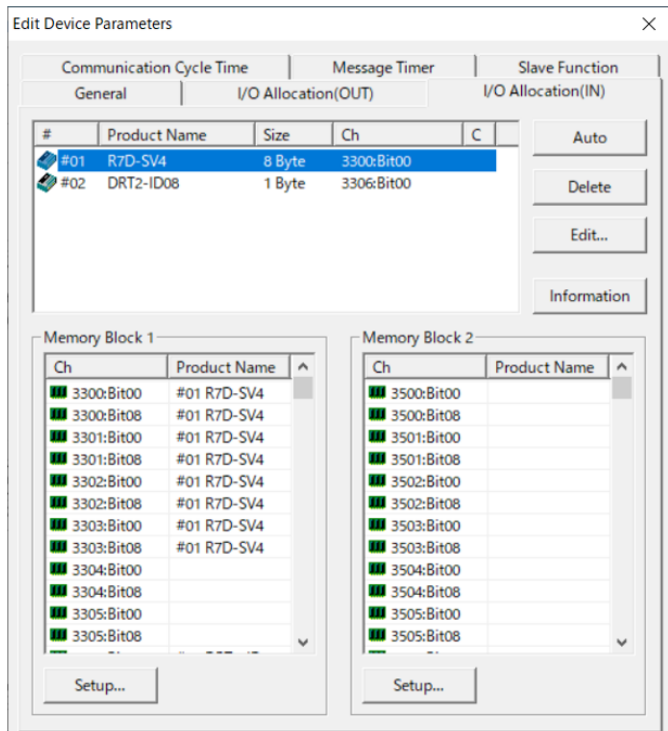 Edit Device Parameters
Communication Cycle Time Message Timer Slave Function
General I/O Allocation(OUT) I/O Allocation(IN)
# Product Name Size Ch C
#01 R7D-SV4 8 Byte 3300:Bit00
#02 DRT2-ID08 1 Byte 3306:Bit00
Auto
Delete
Edit...
Information
Memory Block 1
Ch Product Name
3300:Bit00 #01 R7D-SV4
3300:Bit08 #01 R7D-SV4
3301:Bit00 #01 R7D-SV4
3301:Bit08 #01 R7D-SV4
3302:Bit00 #01 R7D-SV4
3302:Bit08 #01 R7D-SV4
3303:Bit00 #01 R7D-SV4
3303:Bit08 #01 R7D-SV4
3304:Bit00
3304:Bit08
3305:Bit00
3305:Bit08
Setup...
Memory Block 2
Ch Product Name
3500:Bit00
3500:Bit08
3501:Bit00
3501:Bit08
3502:Bit00
3502:Bit08
3503:Bit00
3503:Bit08
3504:Bit00
3504:Bit08
3505:Bit00
3505:Bit08
Setup...